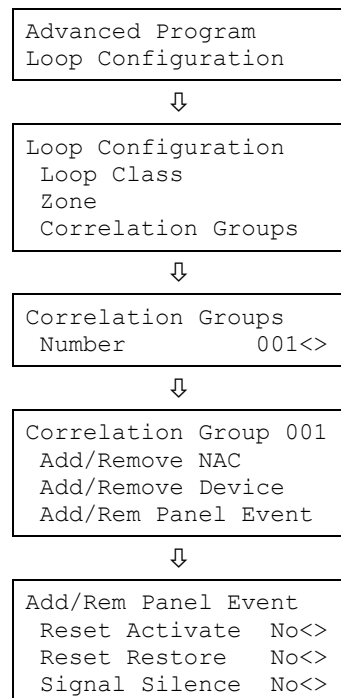 Advanced Program
Loop Configuration
⇩
Loop Configuration
Loop Class
Zone
Correlation Groups
⇩
Correlation Groups
Number 001<>
⇩
Correlation Group 001
Add/Remove NAC
Add/Remove Device
Add/Rem Panel Event
⇩
Add/Rem Panel Event
Reset Activate No<>
Reset Restore No<>
Signal Silence No<>